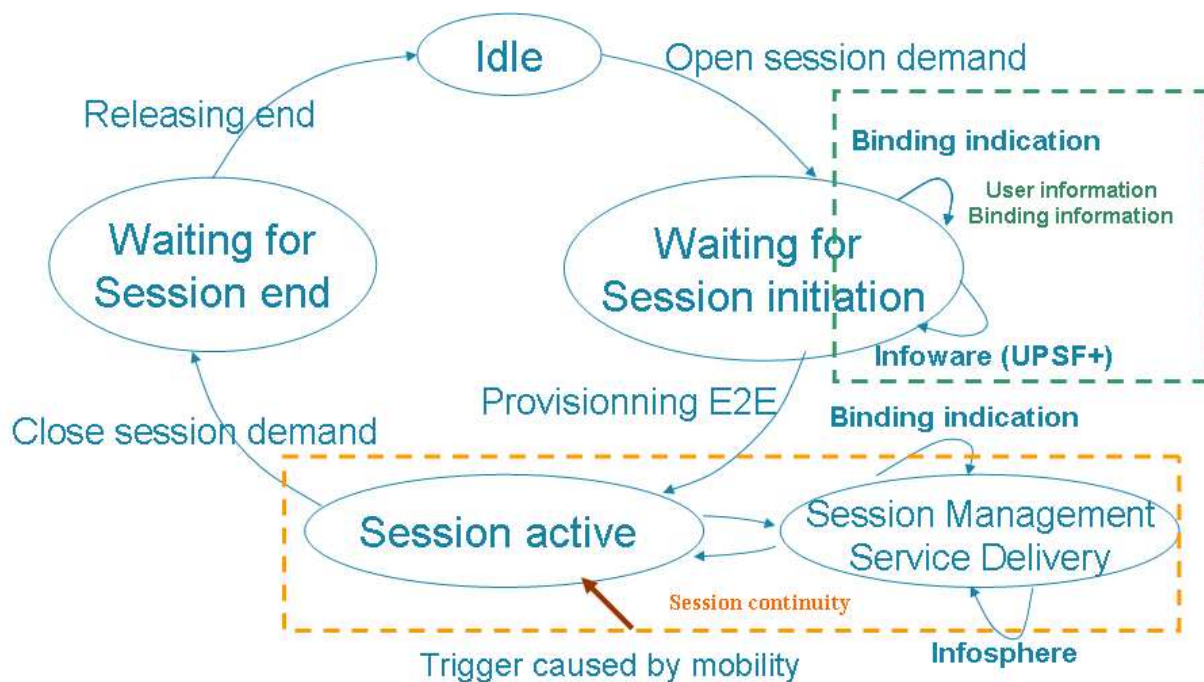 Idle
Open session demand
Releasing end
Binding indication
User information
Binding information
Waiting for
Session end
Waiting for
Session initiation
Infoware (UPSF+)
Provisionning E2E
Binding indication
Close session demand
Session active
Session Management
Service Delivery
Session continuity
Trigger caused by mobility
Infosphere